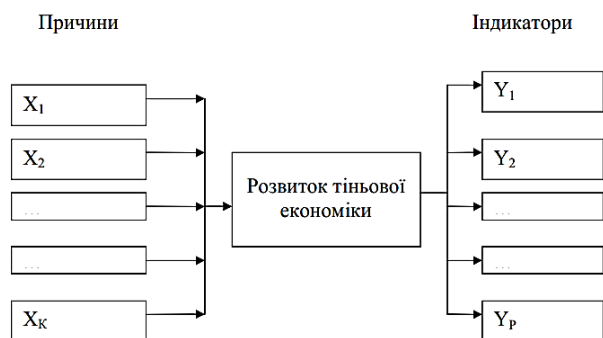 Причини
Індикатори
X1
X2
...
...
XK
Розвиток тіньової
економіки
Y1
Y2
...
...
YP